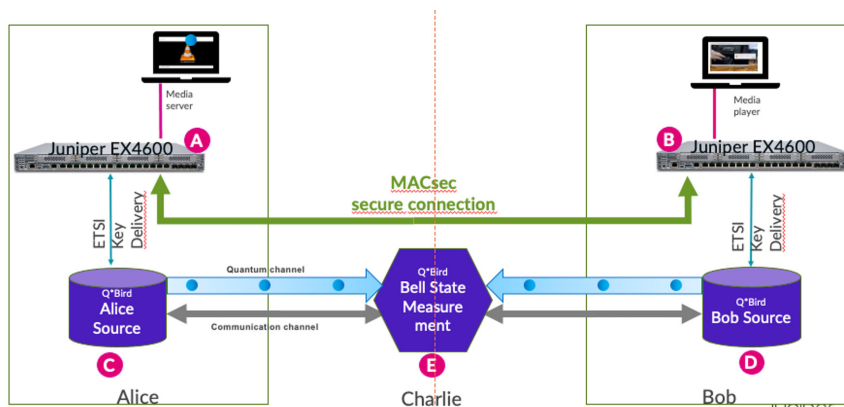 Media
server
Media
player
Juniper EX4600
A
B
Juniper EX4600
MACsec
secure connection
ETSI
Key
Delivery
ETSI
Key
Delivery
Quantum channel
Q*Bird
Alice
Source
Q*Bird
Bell State
Measure
ment
Q*Bird
Bob Source
Communication channel
C
E
D
Alice
Charlie
Bob